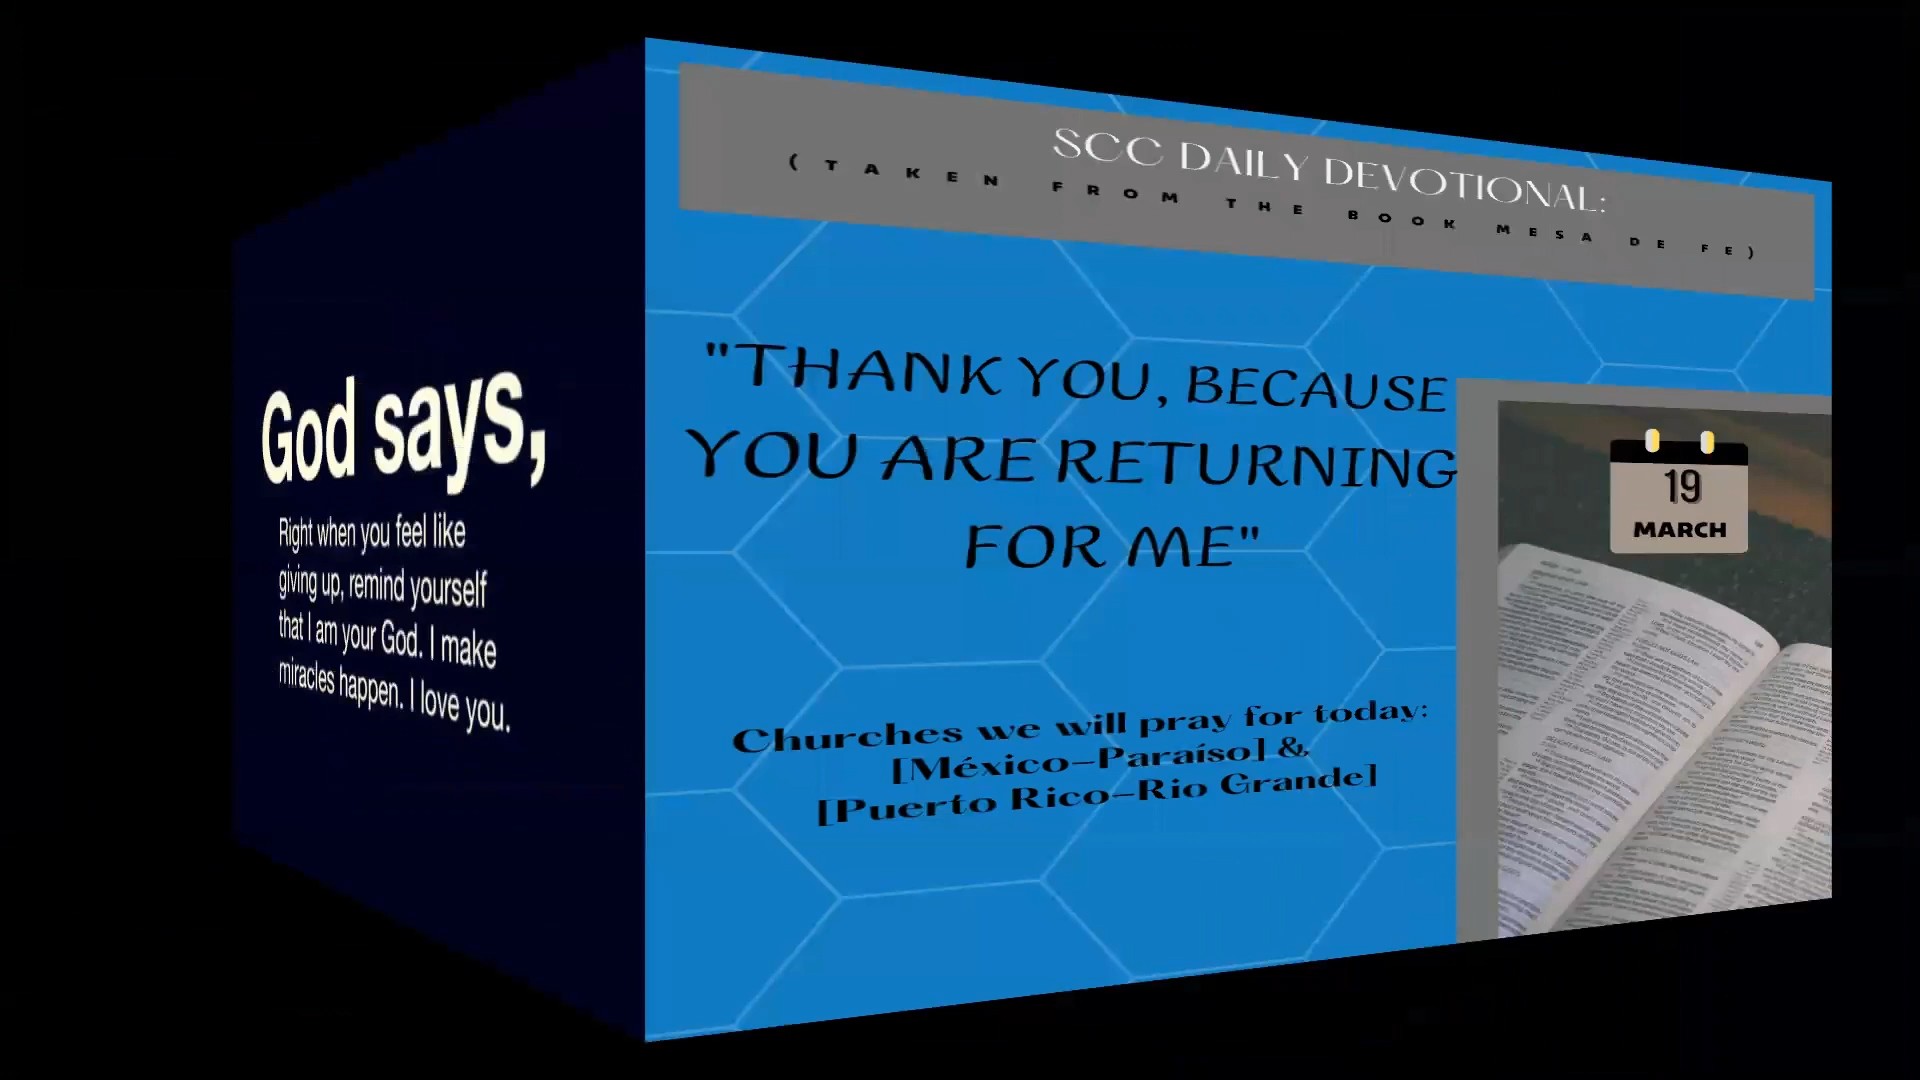 God says,
Right when you feel like
giving up, remind yourself
that I am your God. I make
miracles happen. I love you.
SCC DAILY DEVOTIONAL:
(TAKEN FROM THE BOOK MESA DE FE)
"THANK YOU, BECAUSE
YOU ARE RETURNING
FOR ME"
19
MARCH
Churches we will pray for today:
[México-Paraíso] &
[Puerto Rico-Rio Grande]